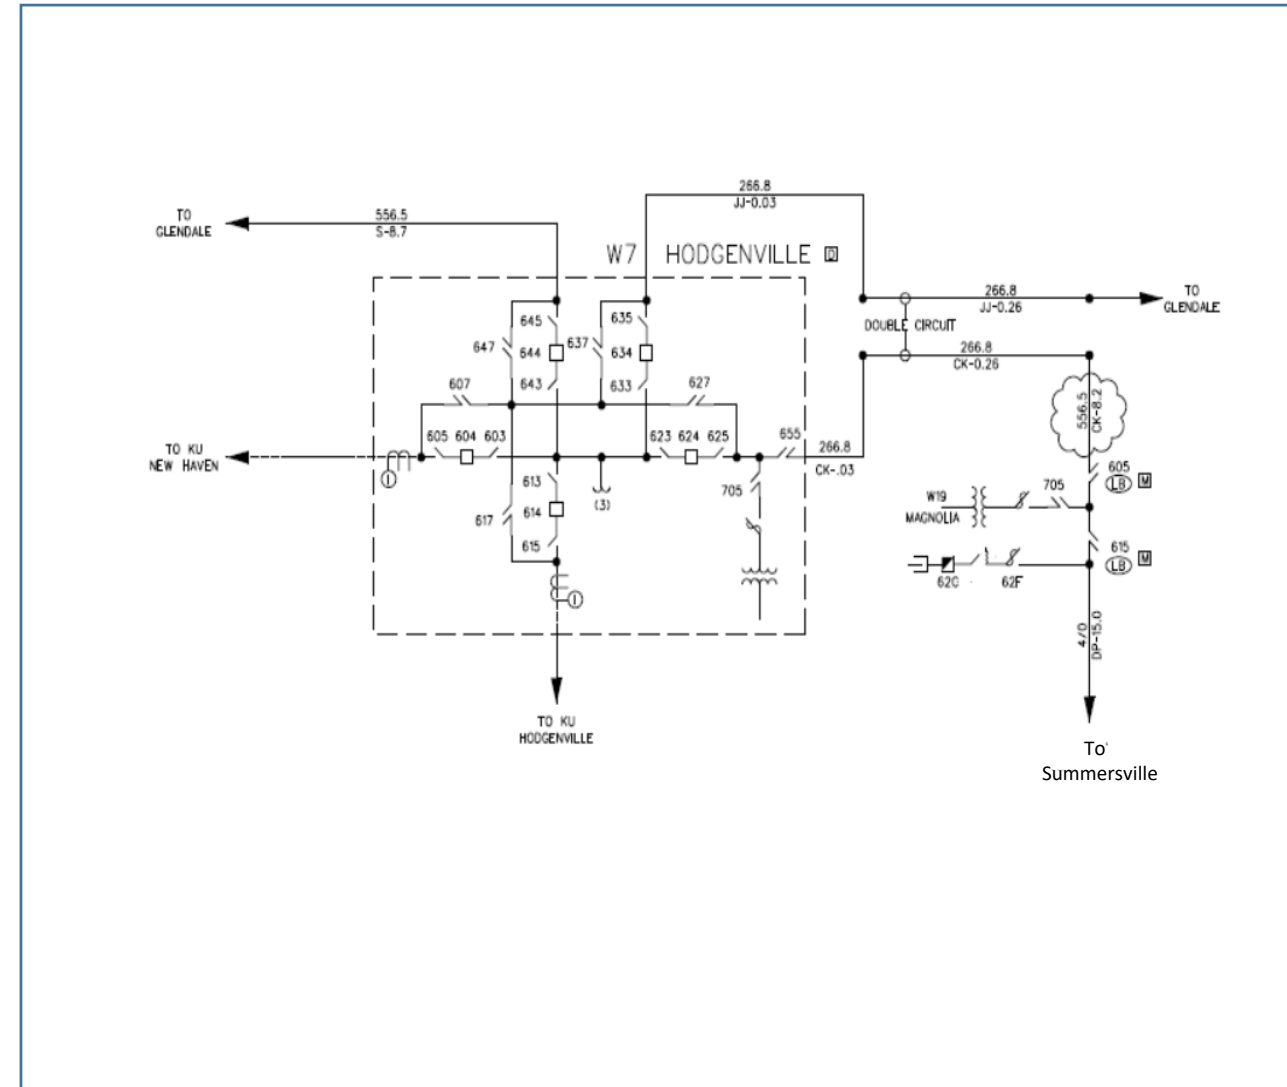 266.8
JJ-0.03
TO
GLENDALE
556.5
S-8.7
W7 HODGENVILLE D
266.8
JJ-0.26
TO
GLENDALE
DOUBLE CIRCUIT
266.8
CK-0.26
645
635
647
644
637
634
643
633
607
627
556.5
CK-8.2
605
604
603
623
624
625
655
266.8
CK-.03
TO KU
NEW HAVEN
I
(3)
613
705
617
614
615
I
605
LB
M
W19
MAGNOLIA
705
615
LB
M
62C
62F
4/0
DP-15.0
TO KU
HODGENVILLE
To
Summersville